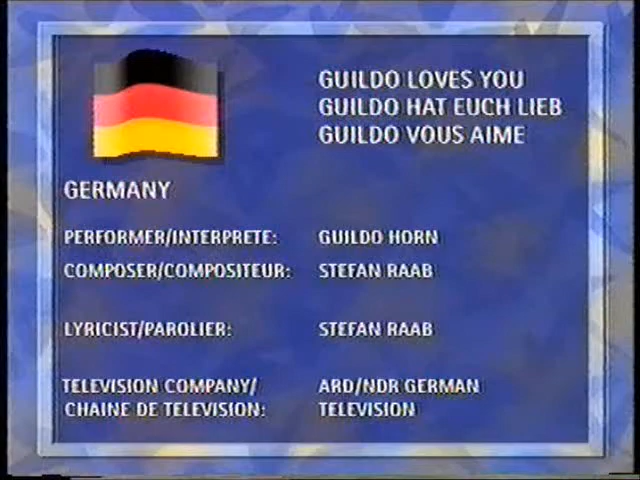 GUILDO LOVES YOU
GUILDO HAT EUCH LIEB
GUILDO VOUS AIME
GERMANY
PERFORMER/INTERPRETE: GUILDO HORN
COMPOSER/COMPOSITEUR: STEFAN RAAB
LYRICIST/PAROLIER: STEFAN RAAB
TELEVISION COMPANY/ ARD/NDR GERMAN
CHAINE DE TELEVISION: TELEVISION